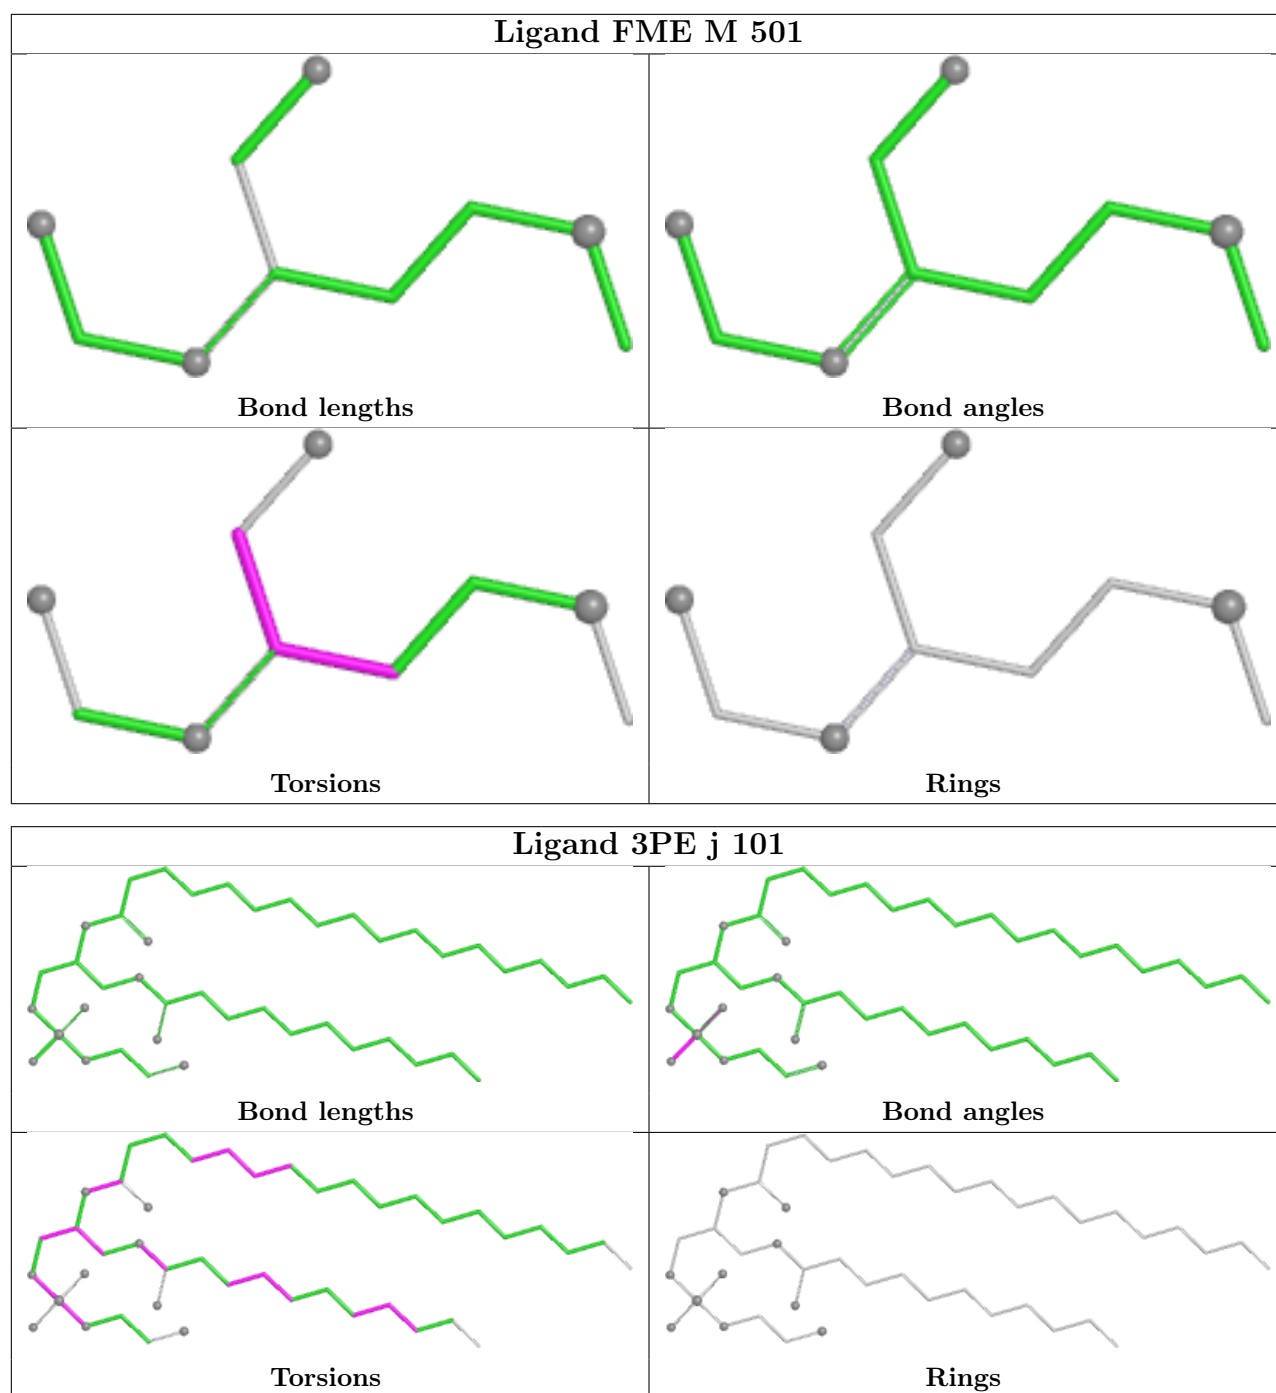 Ligand FME M 501
Bond lengths
Bond angles
Torsions
Rings
Ligand 3PE j 101
Bond lengths
Bond angles
Torsions
Rings